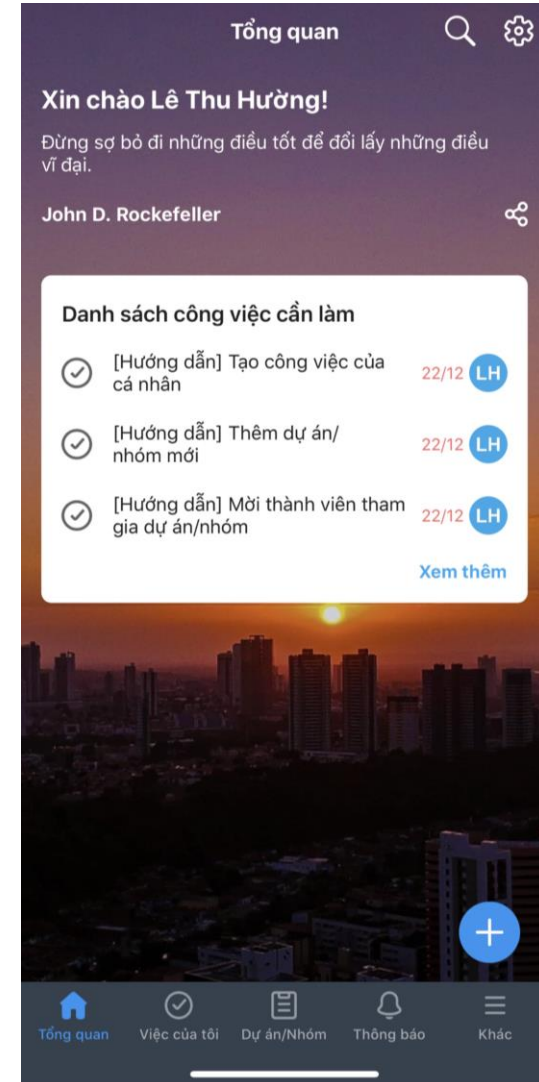 Tổng quan
Xin chào Lê Thu Hường!
Đừng sợ bỏ đi những điều tốt để đổi lấy những điều
vĩ đại.
John D. Rockefeller
Danh sách công việc cần làm
[Hướng dẫn] Tạo công việc của
cá nhân
22/12 LH
[Hướng dẫn] Thêm dự án/
nhóm mới
22/12 LH
[Hướng dẫn] Mời thành viên tham
gia dự án/nhóm
22/12 LH
Xem thêm
Tổng quan Việc của tôi Dự án/Nhóm Thông báo Khác